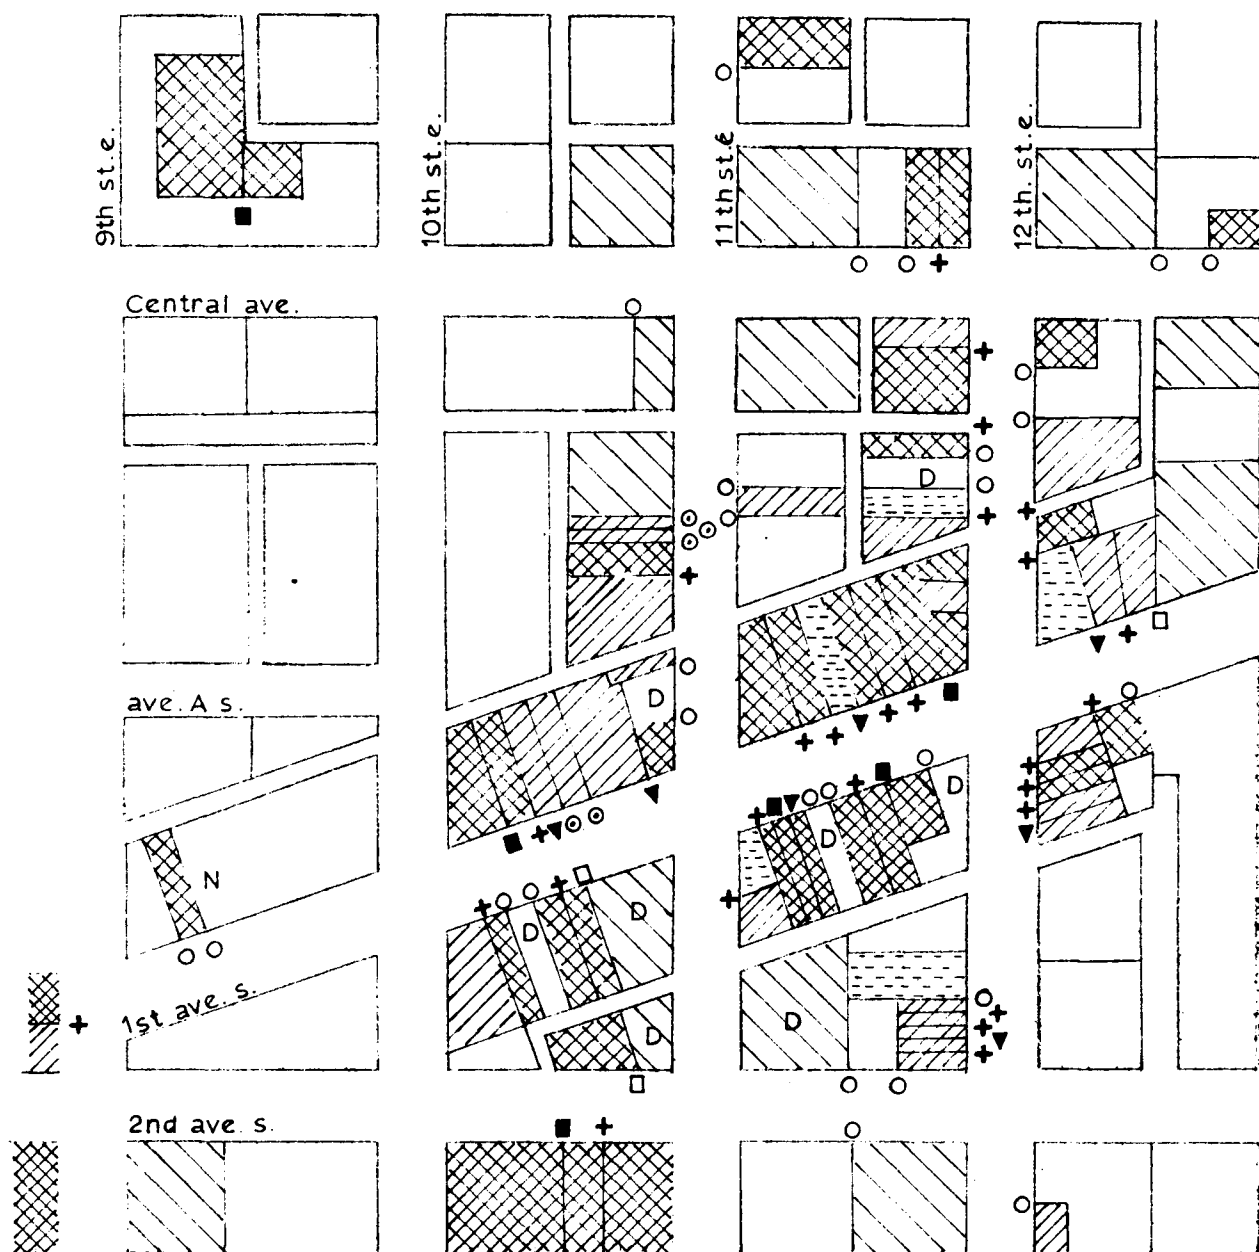 9th st.e.
10th st.e.
11th st.e
12th. st.e.
Central ave.
D
ave. A s.
D
D
D
N
D
D
1st ave. s.
D
D
2nd ave. s.